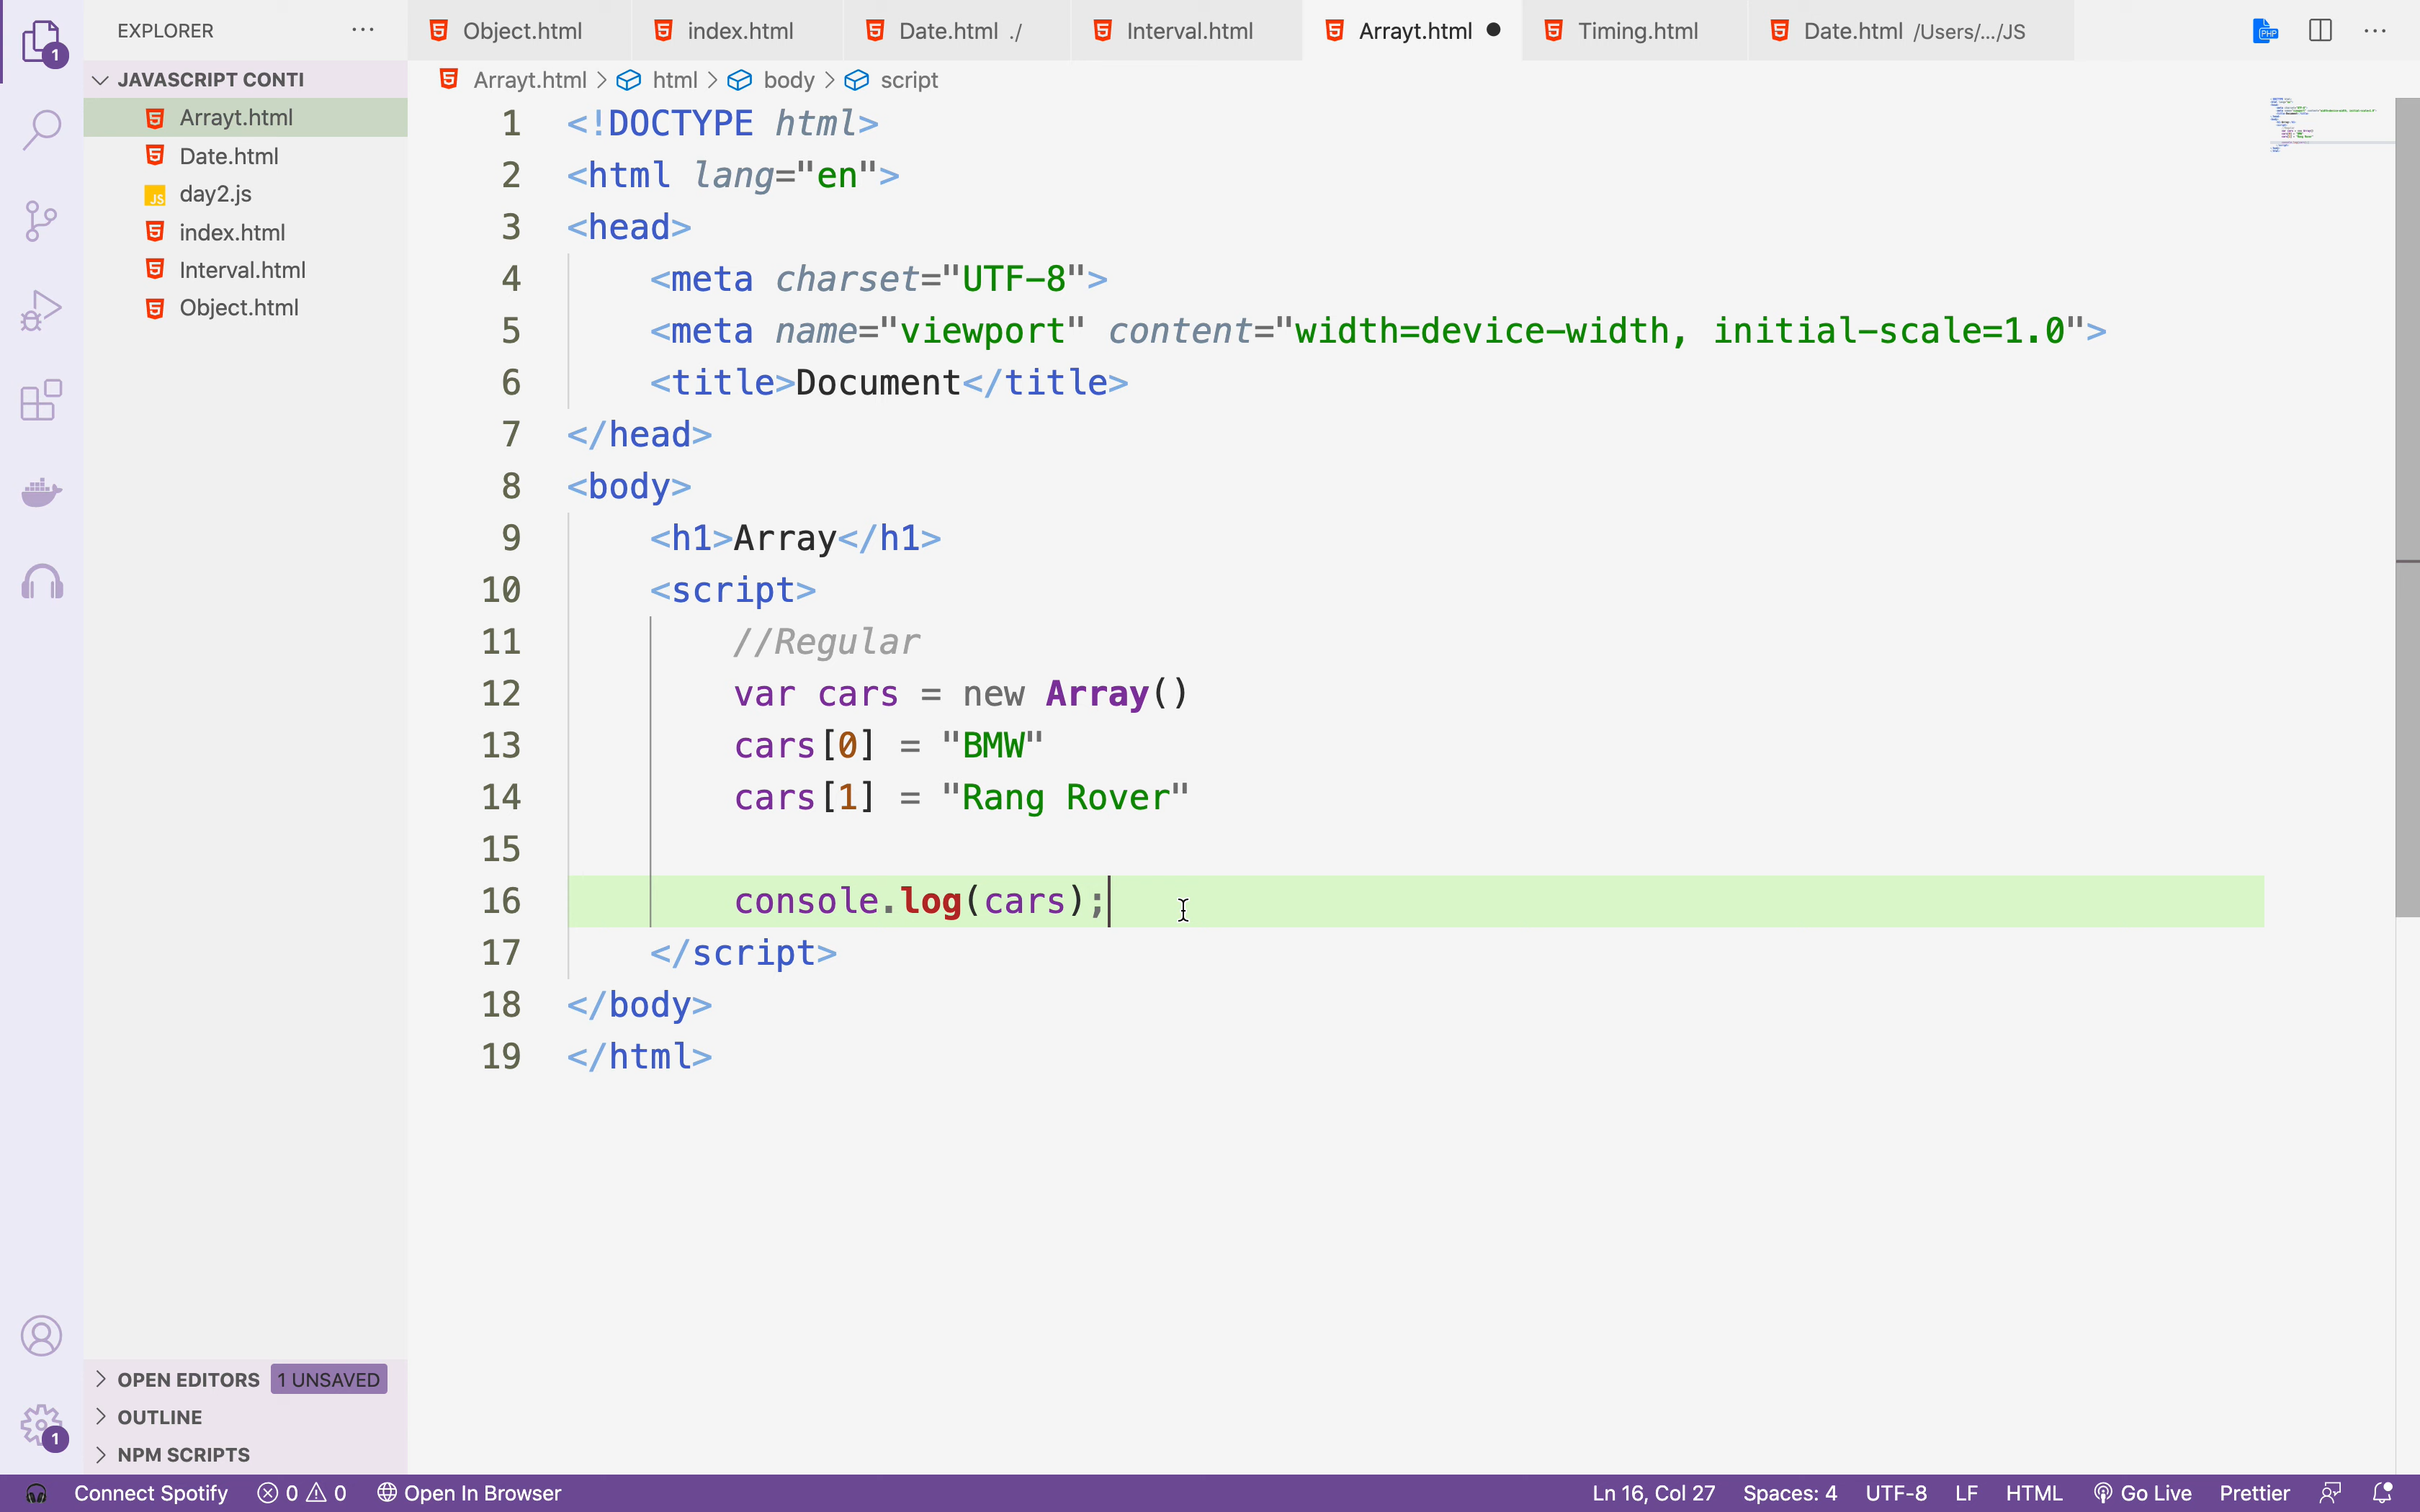 EXPLORER
Object.html
index.html
Date.html ./
Interval.html
Arrayt.html
Timing.html
Date.html /Users/.../JS
PHP
1
JAVASCRIPT CONTI
Arrayt.html
Date.html
JS day2.js
index.html
Interval.html
Object.html
Arrayt.html > html > body > script
1 <!DOCTYPE html>
2 <html lang="en">
3 <head>
4 <meta charset="UTF-8">
5 <meta name="viewport" content="width=device-width, initial-scale=1.0">
6 <title>Document</title>
7 </head>
8 <body>
9 <h1>Array</h1>
10 <script>
11 //Regular
12 var cars = new Array()
13 cars[0] = "BMW"
14 cars[1] = "Rang Rover"
15
16 console.log(cars);
17 </script>
18 </body>
19 </html>
OPEN EDITORS 1 UNSAVED
OUTLINE
NPM SCRIPTS
1
Connect Spotify
0
0
Open In Browser
Ln 16, Col 27
Spaces: 4
UTF-8
LF
HTML
Go Live
Prettier